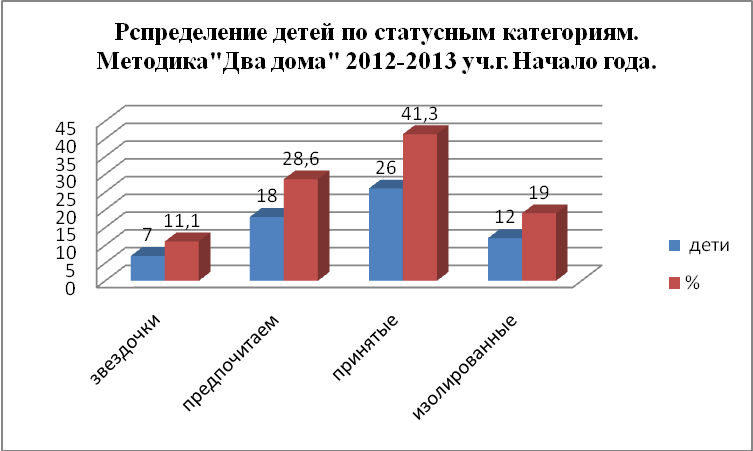 Рспределение детей по статусным категориям.
Методика"Два дома" 2012-2013 уч.г. Начало года.
45
40
35
30
25
20
15
10
5
0
7
11,1
18
28,6
26
41,3
12
19
звездочки
предпочитаем
принятые
изолированные
дети
%